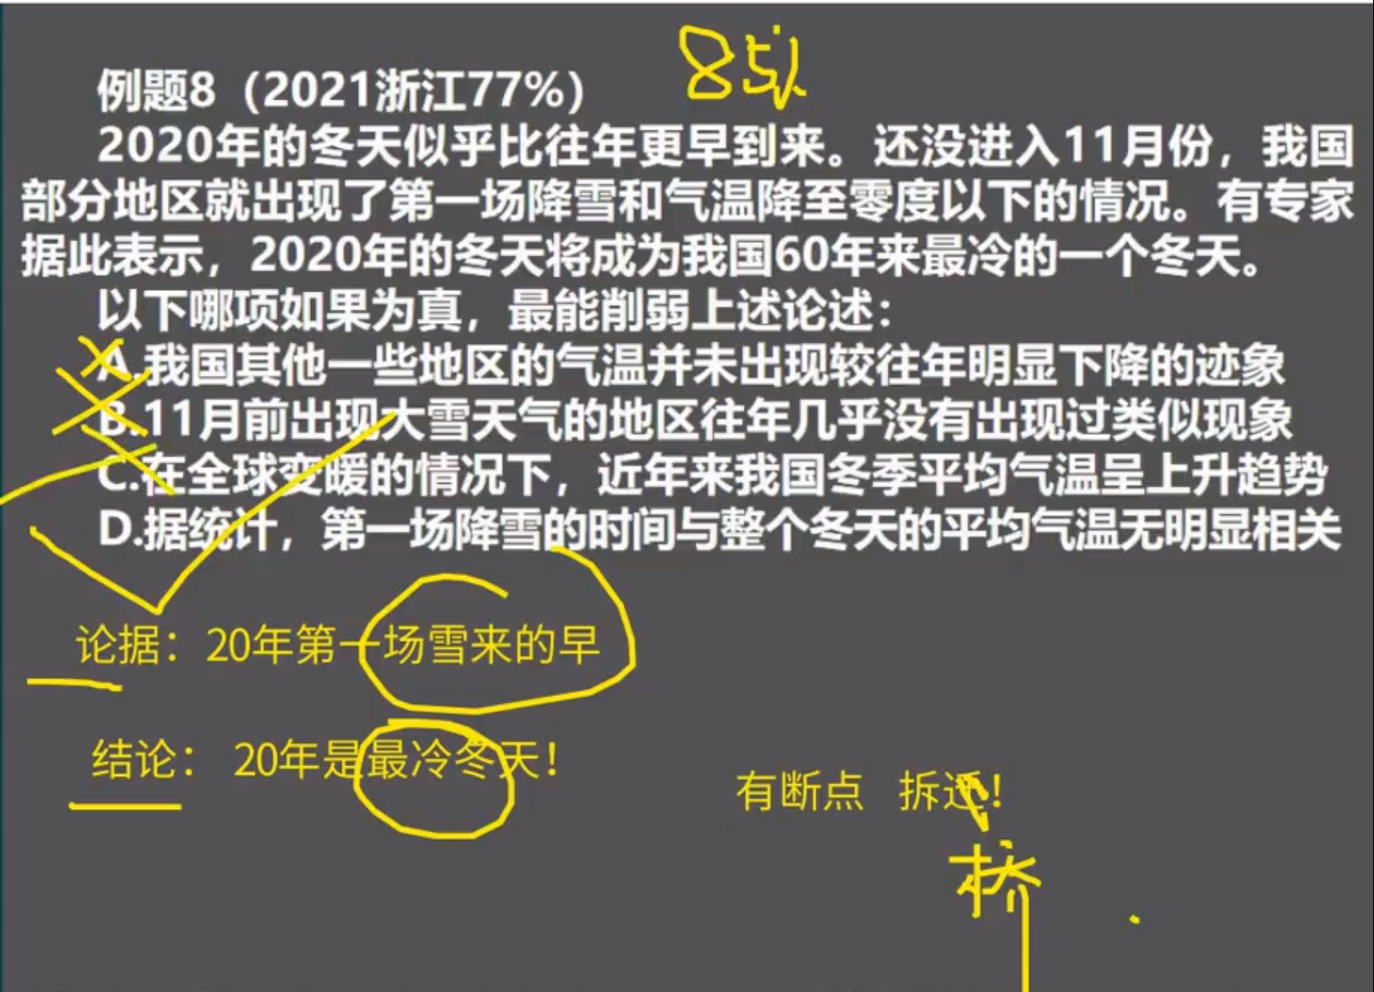 例题8（2021浙江77%）
85%
2020年的冬天似乎比往年更早到来。还没进入11月份，我国
部分地区就出现了第一场降雪和气温降至零度以下的情况。有专家
据此表示，2020年的冬天将成为我国60年来最冷的一个冬天。
以下哪项如果为真，最能削弱上述论述：
A.我国其他一些地区的气温并未出现较往年明显下降的迹象
B.11月前出现大雪天气的地区往年几乎没有出现过类似现象
C.在全球变暖的情况下，近年来我国冬季平均气温呈上升趋势
D.据统计，第一场降雪的时间与整个冬天的平均气温无明显相关
论据：20年第一场雪来的早
结论： 20年是最冷冬天！
有断点 拆迁！
桥